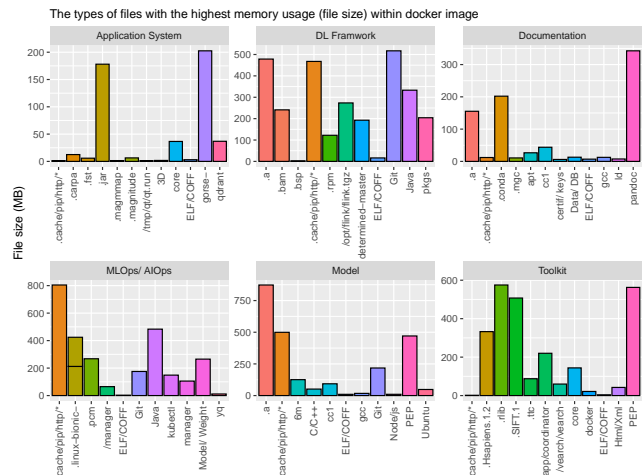 The types of files with the highest memory usage (file size) within docker image
Application System
DL Framwork
Documentation
File size (MB)
200
150
100
50
0
.cache/pip/http/*
.carpa
.fst
.jar
.magnmap
.magnitude
/tmp/qt/qt.run
3D
core
ELF/COFF
gorse--
qdrant
500
400
300
200
100
0
.a
.bam
.bsp
.cache/pip/http/*
.rpm
/opt/flink/flink.tgz
determined-master
ELF/COFF
Git
Java
pkgs
300
200
100
0
.a
.cache/pip/http/*
.conda
.mgc
apt
cc1
certif/ keys
Data/ DB
ELF/COFF
gcc
ld
pandoc
MLOps/ AIOps
Model
Toolkit
800
600
400
200
0
cache/pip/http/*
.linux-bionic--
.pcm
/manager
ELF/COFF
Git
Java
kubectl
manager
Model/ Weight
yq
750
500
250
0
.a
cache/pip/http/*
6m
C/C++
cc1
ELF/COFF
gcc
Git
Node/js
PEP
Ubuntu
600
400
200
0
cache/pip/http/*
.Hsapiens.1.2
.rlib
.SIFT.1
.ttc
app/coordinator
/vearch/search
core
docker
ELF/COFF
Html/Xml
PEP